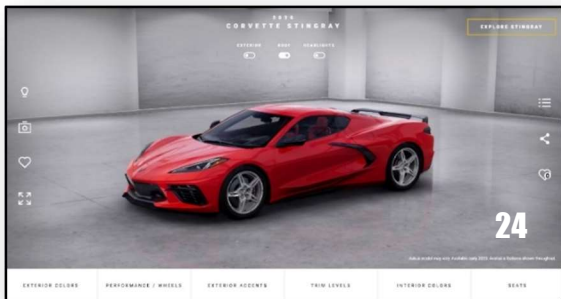 2020
CORVETTE STINGRAY
EXPLORE STINGRAY
EXTERIOR ROOF HEADLIGHTS
24
EXTERIOR COLORS PERFORMANCE / WHEELS EXTERIOR ACCENTS TRIM LEVELS INTERIOR COLORS SEATS